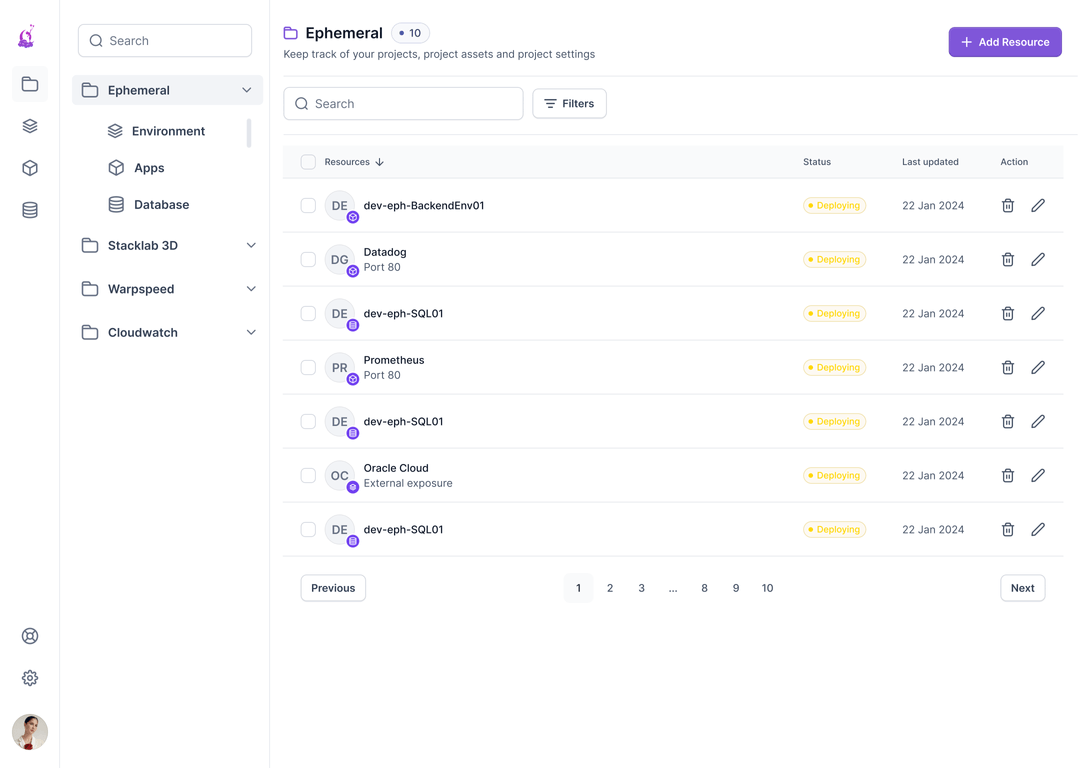 Search
Ephemeral
Environment
Apps
Database
Stacklab 3D
Warpspeed
Cloudwatch
Ephemeral 10
Keep track of your projects, project assets and project settings
Add Resource
Search
Filters
Resources Status Last updated Action
DE dev-eph-BackendEnv01 Deploying 22 Jan 2024
DG Datadog
Port 80 Deploying 22 Jan 2024
DE dev-eph-SQL01 Deploying 22 Jan 2024
PR Prometheus
Port 80 Deploying 22 Jan 2024
DE dev-eph-SQL01 Deploying 22 Jan 2024
OC Oracle Cloud
External exposure Deploying 22 Jan 2024
DE dev-eph-SQL01 Deploying 22 Jan 2024
Previous 1 2 3 ... 8 9 10 Next